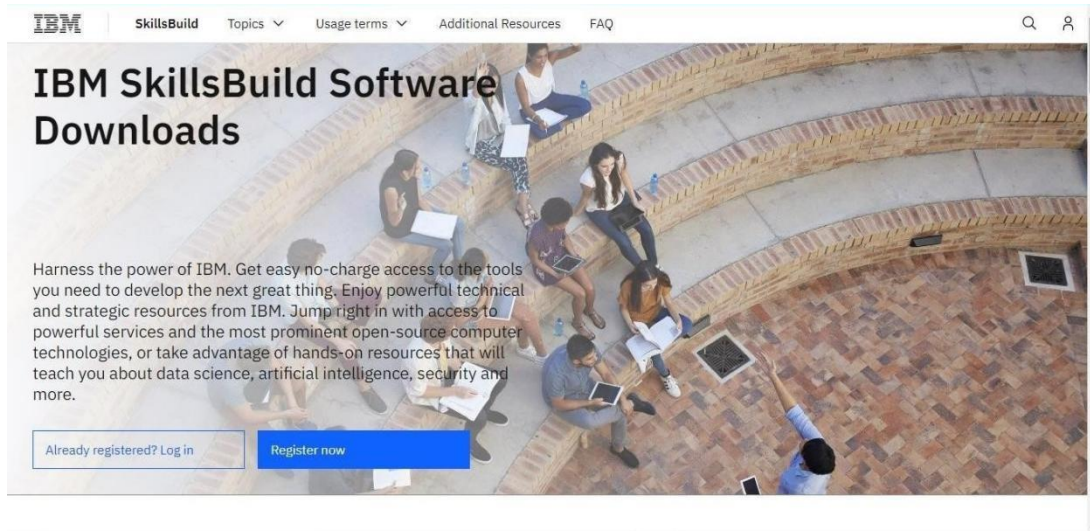 IBM
SkillsBuild Topics Usage terms Additional Resources FAQ
IBM SkillsBuild Software
Downloads
Harness the power of IBM. Get easy no-charge access to the tools
you need to develop the next great thing. Enjoy powerful technical
and strategic resources from IBM. Jump right in with access to
powerful services and the most prominent open-source computer
technologies, or take advantage of hands-on resources that will
teach you about data science, artificial intelligence, security and
more.
Already registered? Log in
Register now